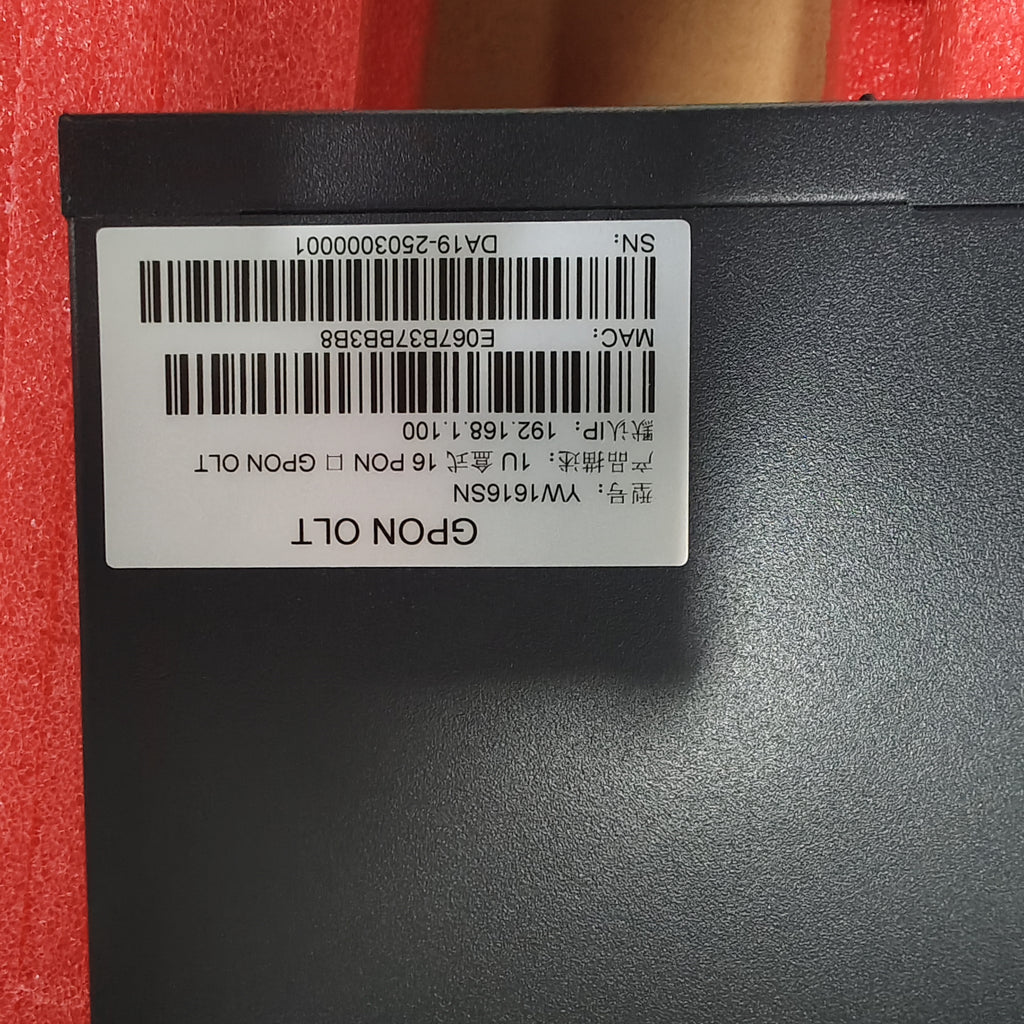 GPON OLT
型号: YW1616SN
产品描述: 1U 盒式 16 PON 口 GPON OLT
默认IP: 192.168.1.100
MAC: E067B37BB3B8
SN: DA19-2503000001